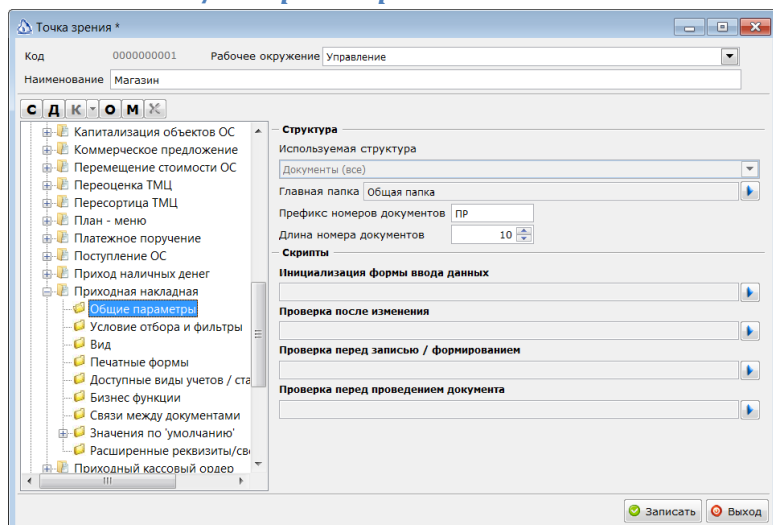 Точка зрения *
Код 0000000001 Рабочее окружение Управление
Наименование Магазин
С Д К О М
Капитализация объектов ОС
Коммерческое предложение
Перемещение стоимости ОС
Переоценка ТМЦ
Пересортица ТМЦ
План - меню
Платежное поручение
Поступление ОС
Приход наличных денег
Приходная накладная
Общие параметры
Условие отбора и фильтры
Вид
Печатные формы
Доступные виды учетов / ста
Бизнес функции
Связи между документами
Значения по 'умолчанию'
Расширенные реквизиты/сво
Приходный кассовый ордер
Структура
Используемая структура
Документы (все)
Главная папка Общая папка
Префикс номеров документов ПР
Длина номера документов 10
Скрипты
Инициализация формы ввода данных
Проверка после изменения
Проверка перед записью / формированием
Проверка перед проведением документа
Записать Выход